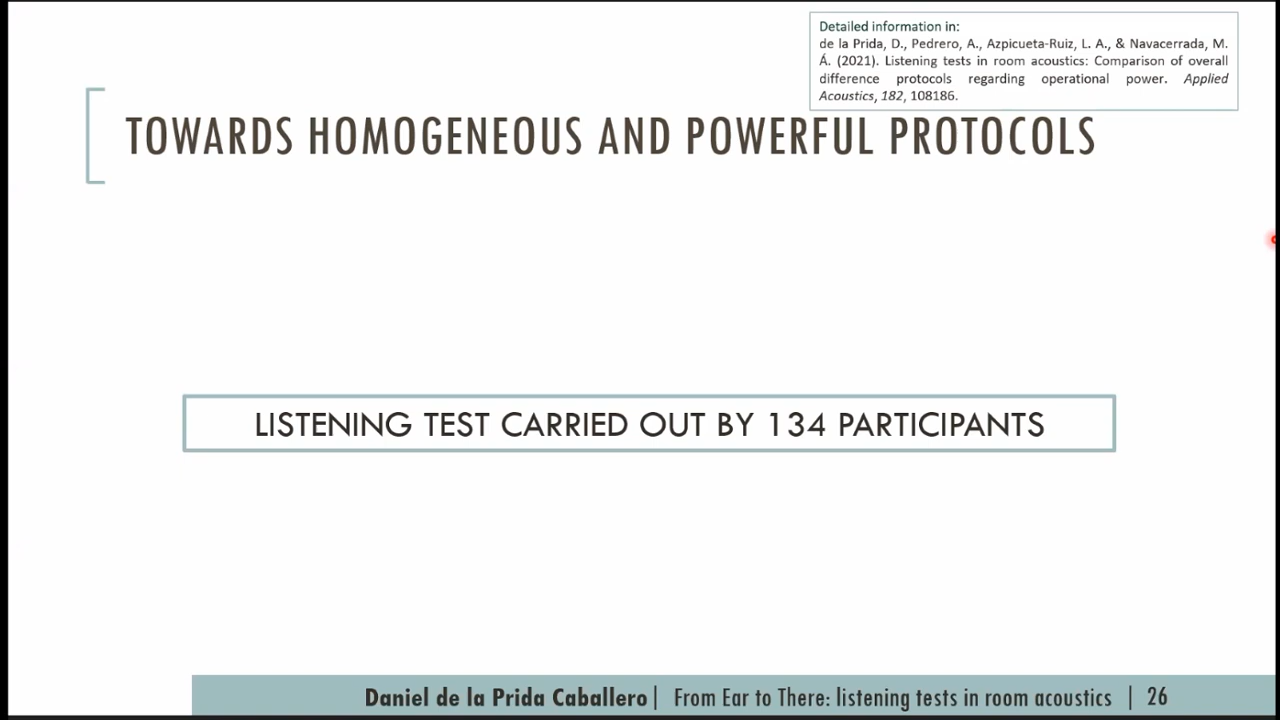 Detailed information in:
de la Prida, D., Pedrero, A., Azpicueta-Ruiz, L. A., & Navacerrada, M.
Á. (2021). Listening tests in room acoustics: Comparison of overall
difference protocols regarding operational power. Applied
Acoustics, 182, 108186.
TOWARDS HOMOGENEOUS AND POWERFUL PROTOCOLS
LISTENING TEST CARRIED OUT BY 134 PARTICIPANTS
Daniel de la Prida Caballero| From Ear to There: listening tests in room acoustics | 26